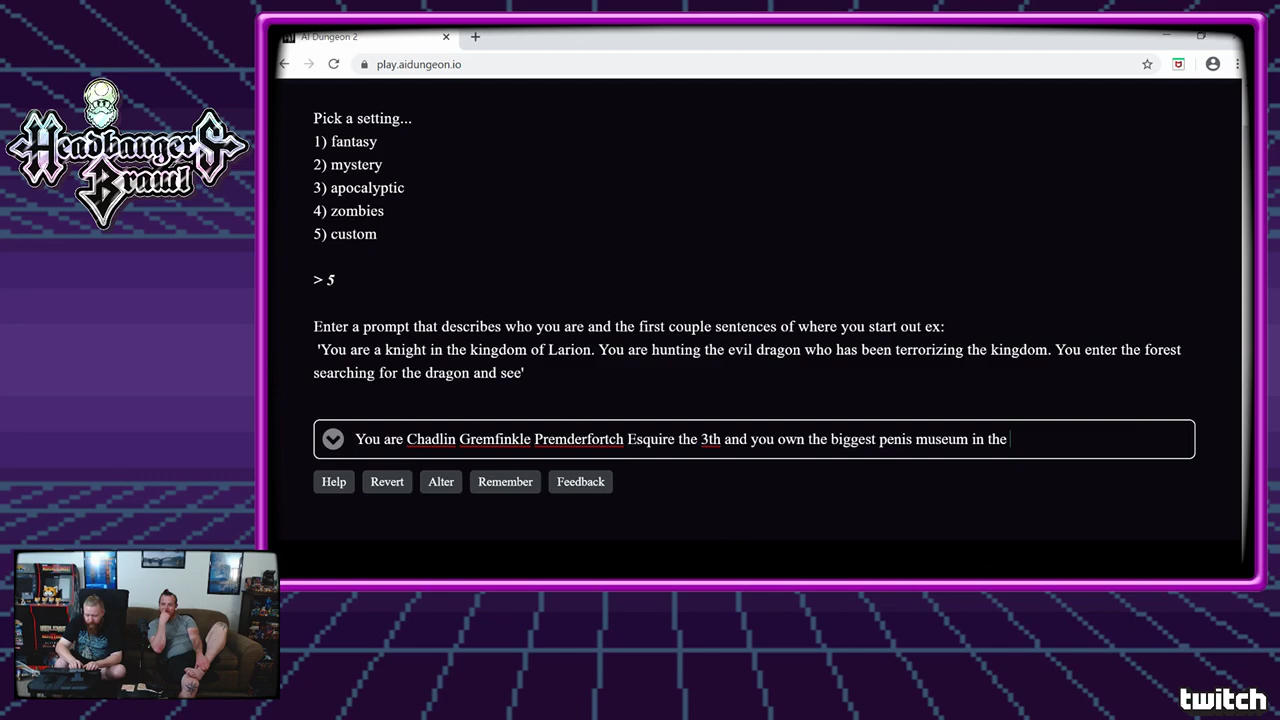 HeadbangerS
Brawl
AI Dungeon 2
play.aidungeon.io
Pick a setting...
1) fantasy
2) mystery
3) apocalyptic
4) zombies
5) custom
> 5
Enter a prompt that describes who you are and the first couple sentences of where you start out ex:
'You are a knight in the kingdom of Larion. You are hunting the evil dragon who has been terrorizing the kingdom. You enter the forest
searching for the dragon and see'
You are Chadlin Gremfinkle Premderfortch Esquire the 3th and you own the biggest penis museum in the
Help Revert Alter Remember Feedback
twitch